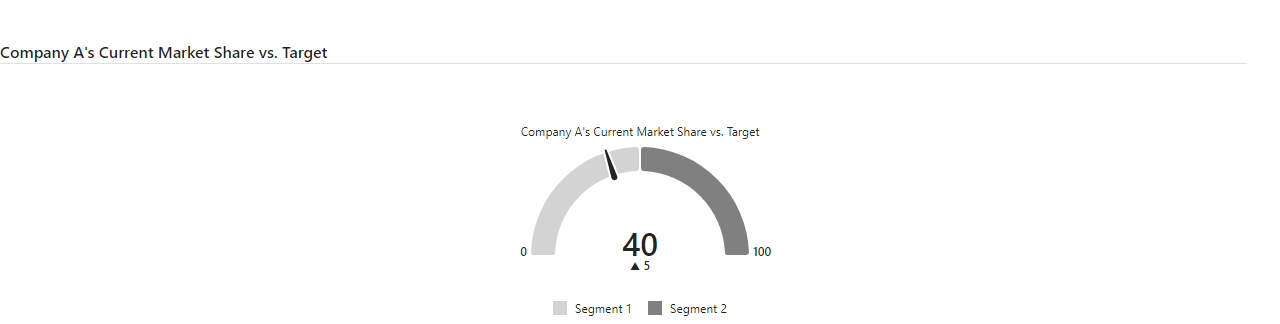 Company A's Current Market Share vs. Target
Company A's Current Market Share vs. Target
40
0
100
▲ 5
Segment 1
Segment 2